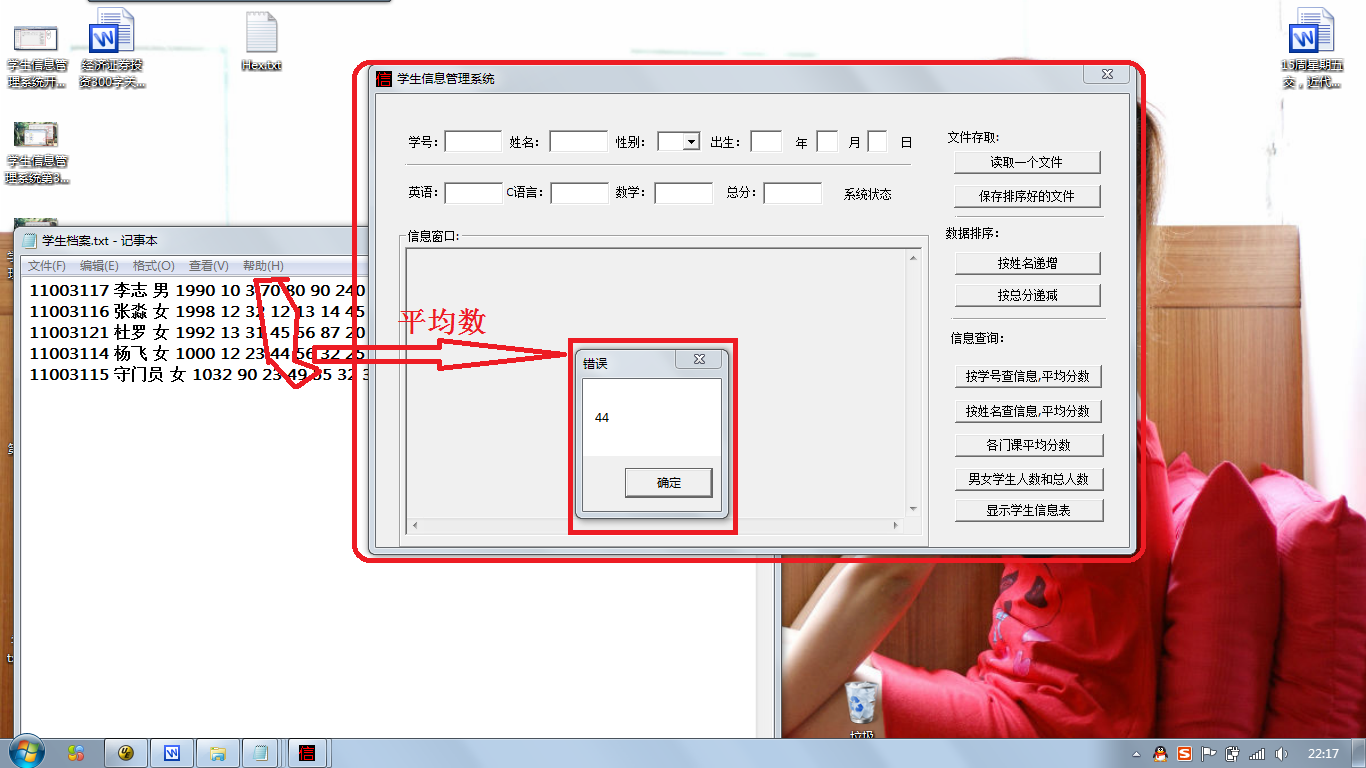 学生信息管
理系统开...
经济证券投
资300字关...
Hex.txt
15周星期五
交，近代...
学生信息管
理系统第3...
学生档案.txt - 记事本
文件(F) 编辑(E) 格式(O) 查看(V) 帮助(H)
11003117 李志 男 1990 10 3 70 80 90 240
11003116 张淼 女 1998 12 32 12 13 14 45
11003121 杜罗 女 1992 13 31 45 56 87 20
11003114 杨飞 女 1000 12 23 44 56 32 25
11003115 守门员 女 1032 90 23 49 35 32 3
学生信息管理系统
学号： 姓名： 性别： 出生： 年 月 日
英语： C语言： 数学： 总分： 系统状态
信息窗口：
平均数
错误
44
确定
文件存取：
读取一个文件
保存排序好的文件
数据排序：
按姓名递增
按总分递减
信息查询：
按学号查信息,平均分数
按姓名查信息,平均分数
各门课平均分数
男女学生人数和总人数
显示学生信息表
信
22:17